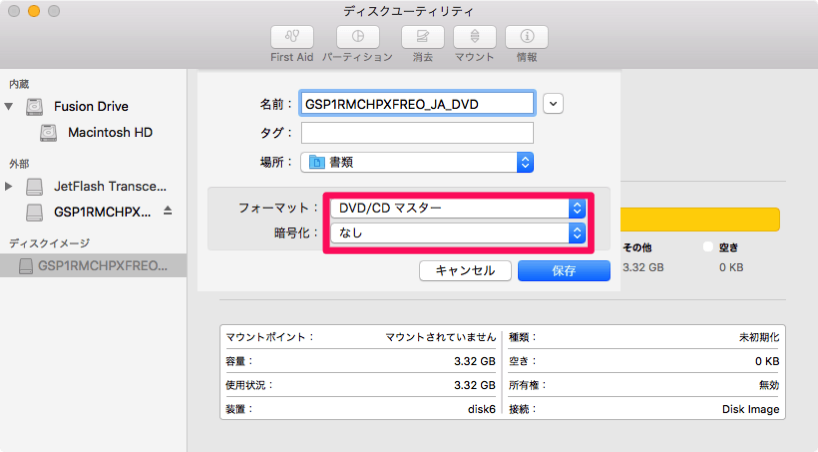 ディスクユーティリティ
First Aid パーティション 消去 マウント 情報
内蔵
Fusion Drive
Macintosh HD
外部
JetFlash Transce...
GSP1RMCHPX...
ディスクイメージ
GSP1RMCHPXFREO...
名前： GSP1RMCHPXFREO_JA_DVD
タグ：
場所： 書類
フォーマット： DVD/CD マスター
暗号化： なし
キャンセル 保存
その他 空き
3.32 GB 0 KB
マウントポイント： マウントされていません 種類： 未初期化
容量： 3.32 GB 空き： 0 KB
使用状況： 3.32 GB 所有権： 無効
装置： disk6 接続： Disk Image